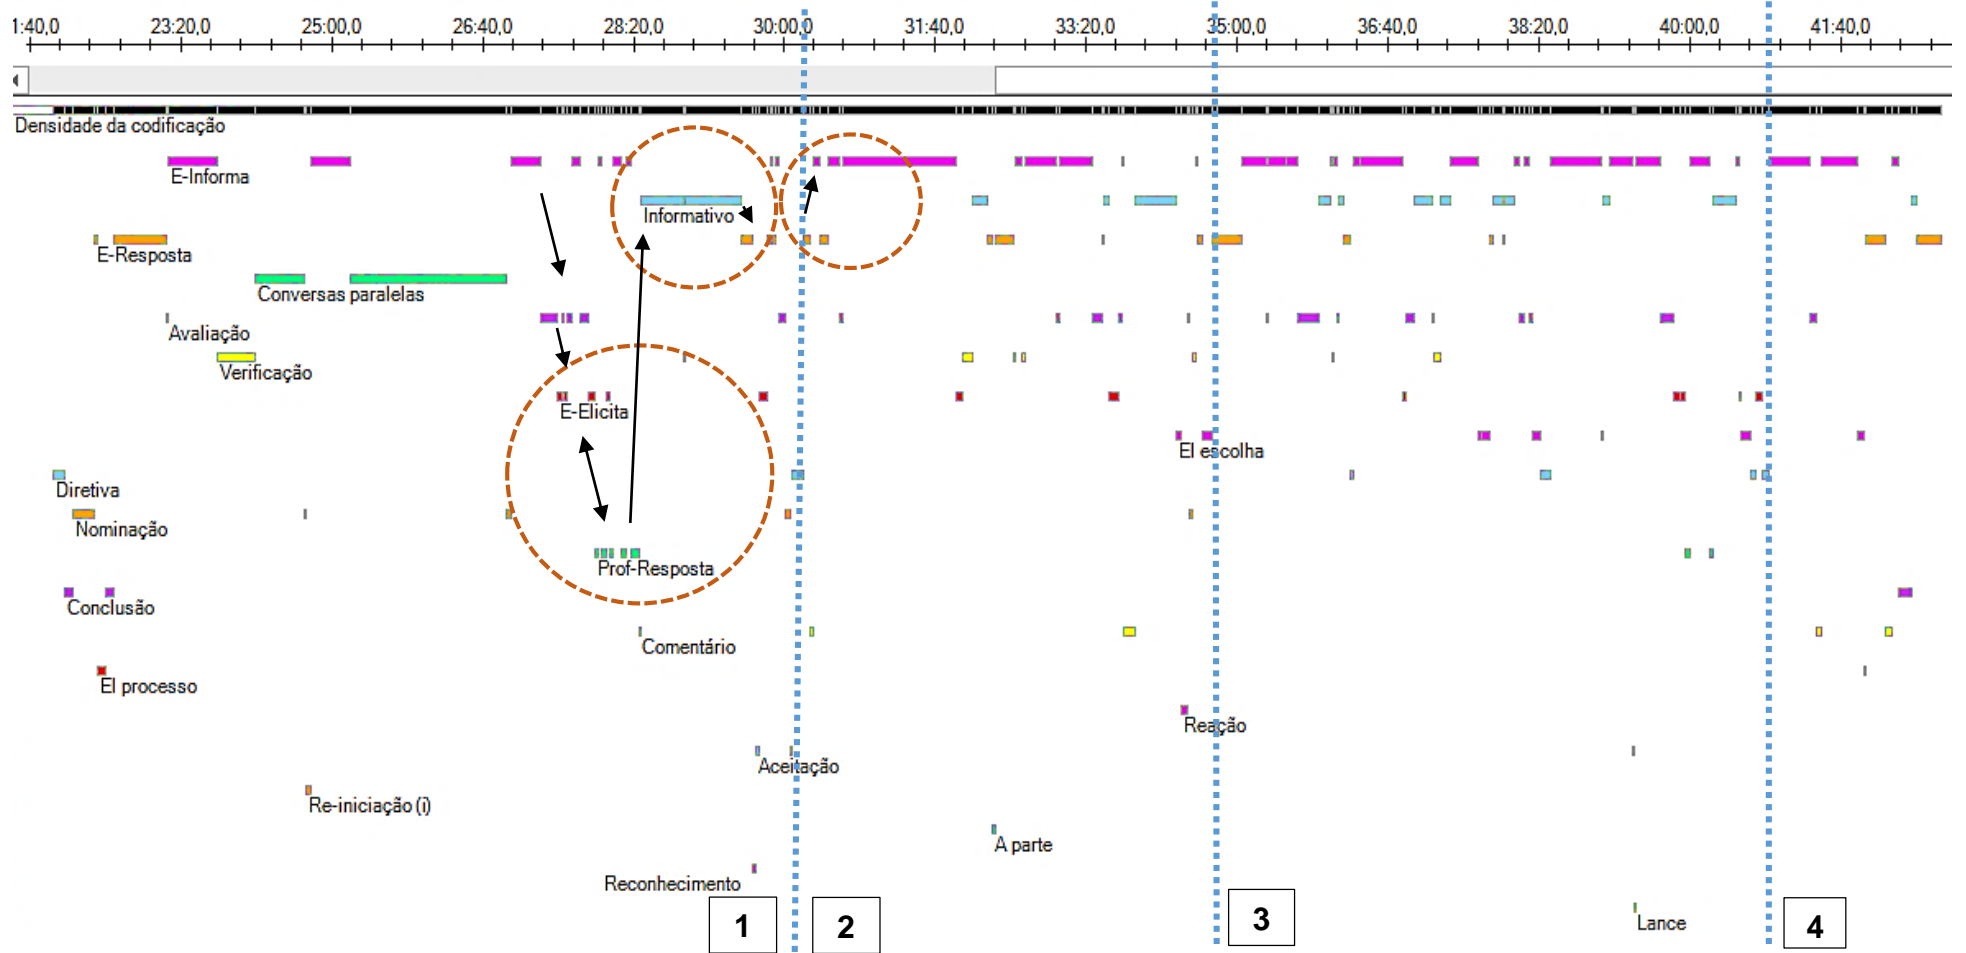 1:40,0 23:20,0 25:00,0 26:40,0 28:20,0 30:00,0 31:40,0 33:20,0 35:00,0 36:40,0 38:20,0 40:00,0 41:40,0
Densidade da codificação
E-Informa
Informativo
E-Resposta
Conversas paralelas
Avaliação
Verificação
E-Elicita
El escolha
Diretiva
Nominação
Prof-Resposta
Conclusão
Comentário
El processo
Reação
Aceitação
Re-iniciação (i)
A parte
Reconhecimento
1 2 3 4
Lance